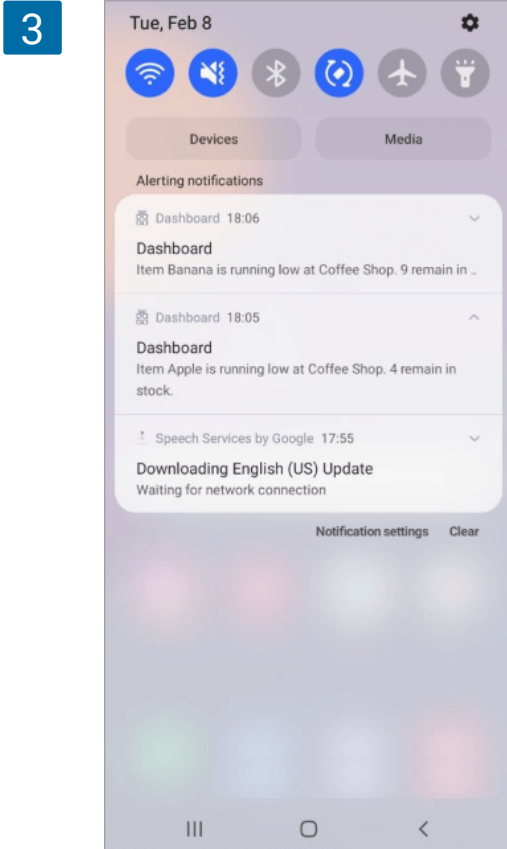 3
Tue, Feb 8
Devices
Media
Alerting notifications
Dashboard 18:06
Dashboard
Item Banana is running low at Coffee Shop. 9 remain in ..
Dashboard 18:05
Dashboard
Item Apple is running low at Coffee Shop. 4 remain in
stock.
Speech Services by Google 17:55
Downloading English (US) Update
Waiting for network connection
Notification settings Clear